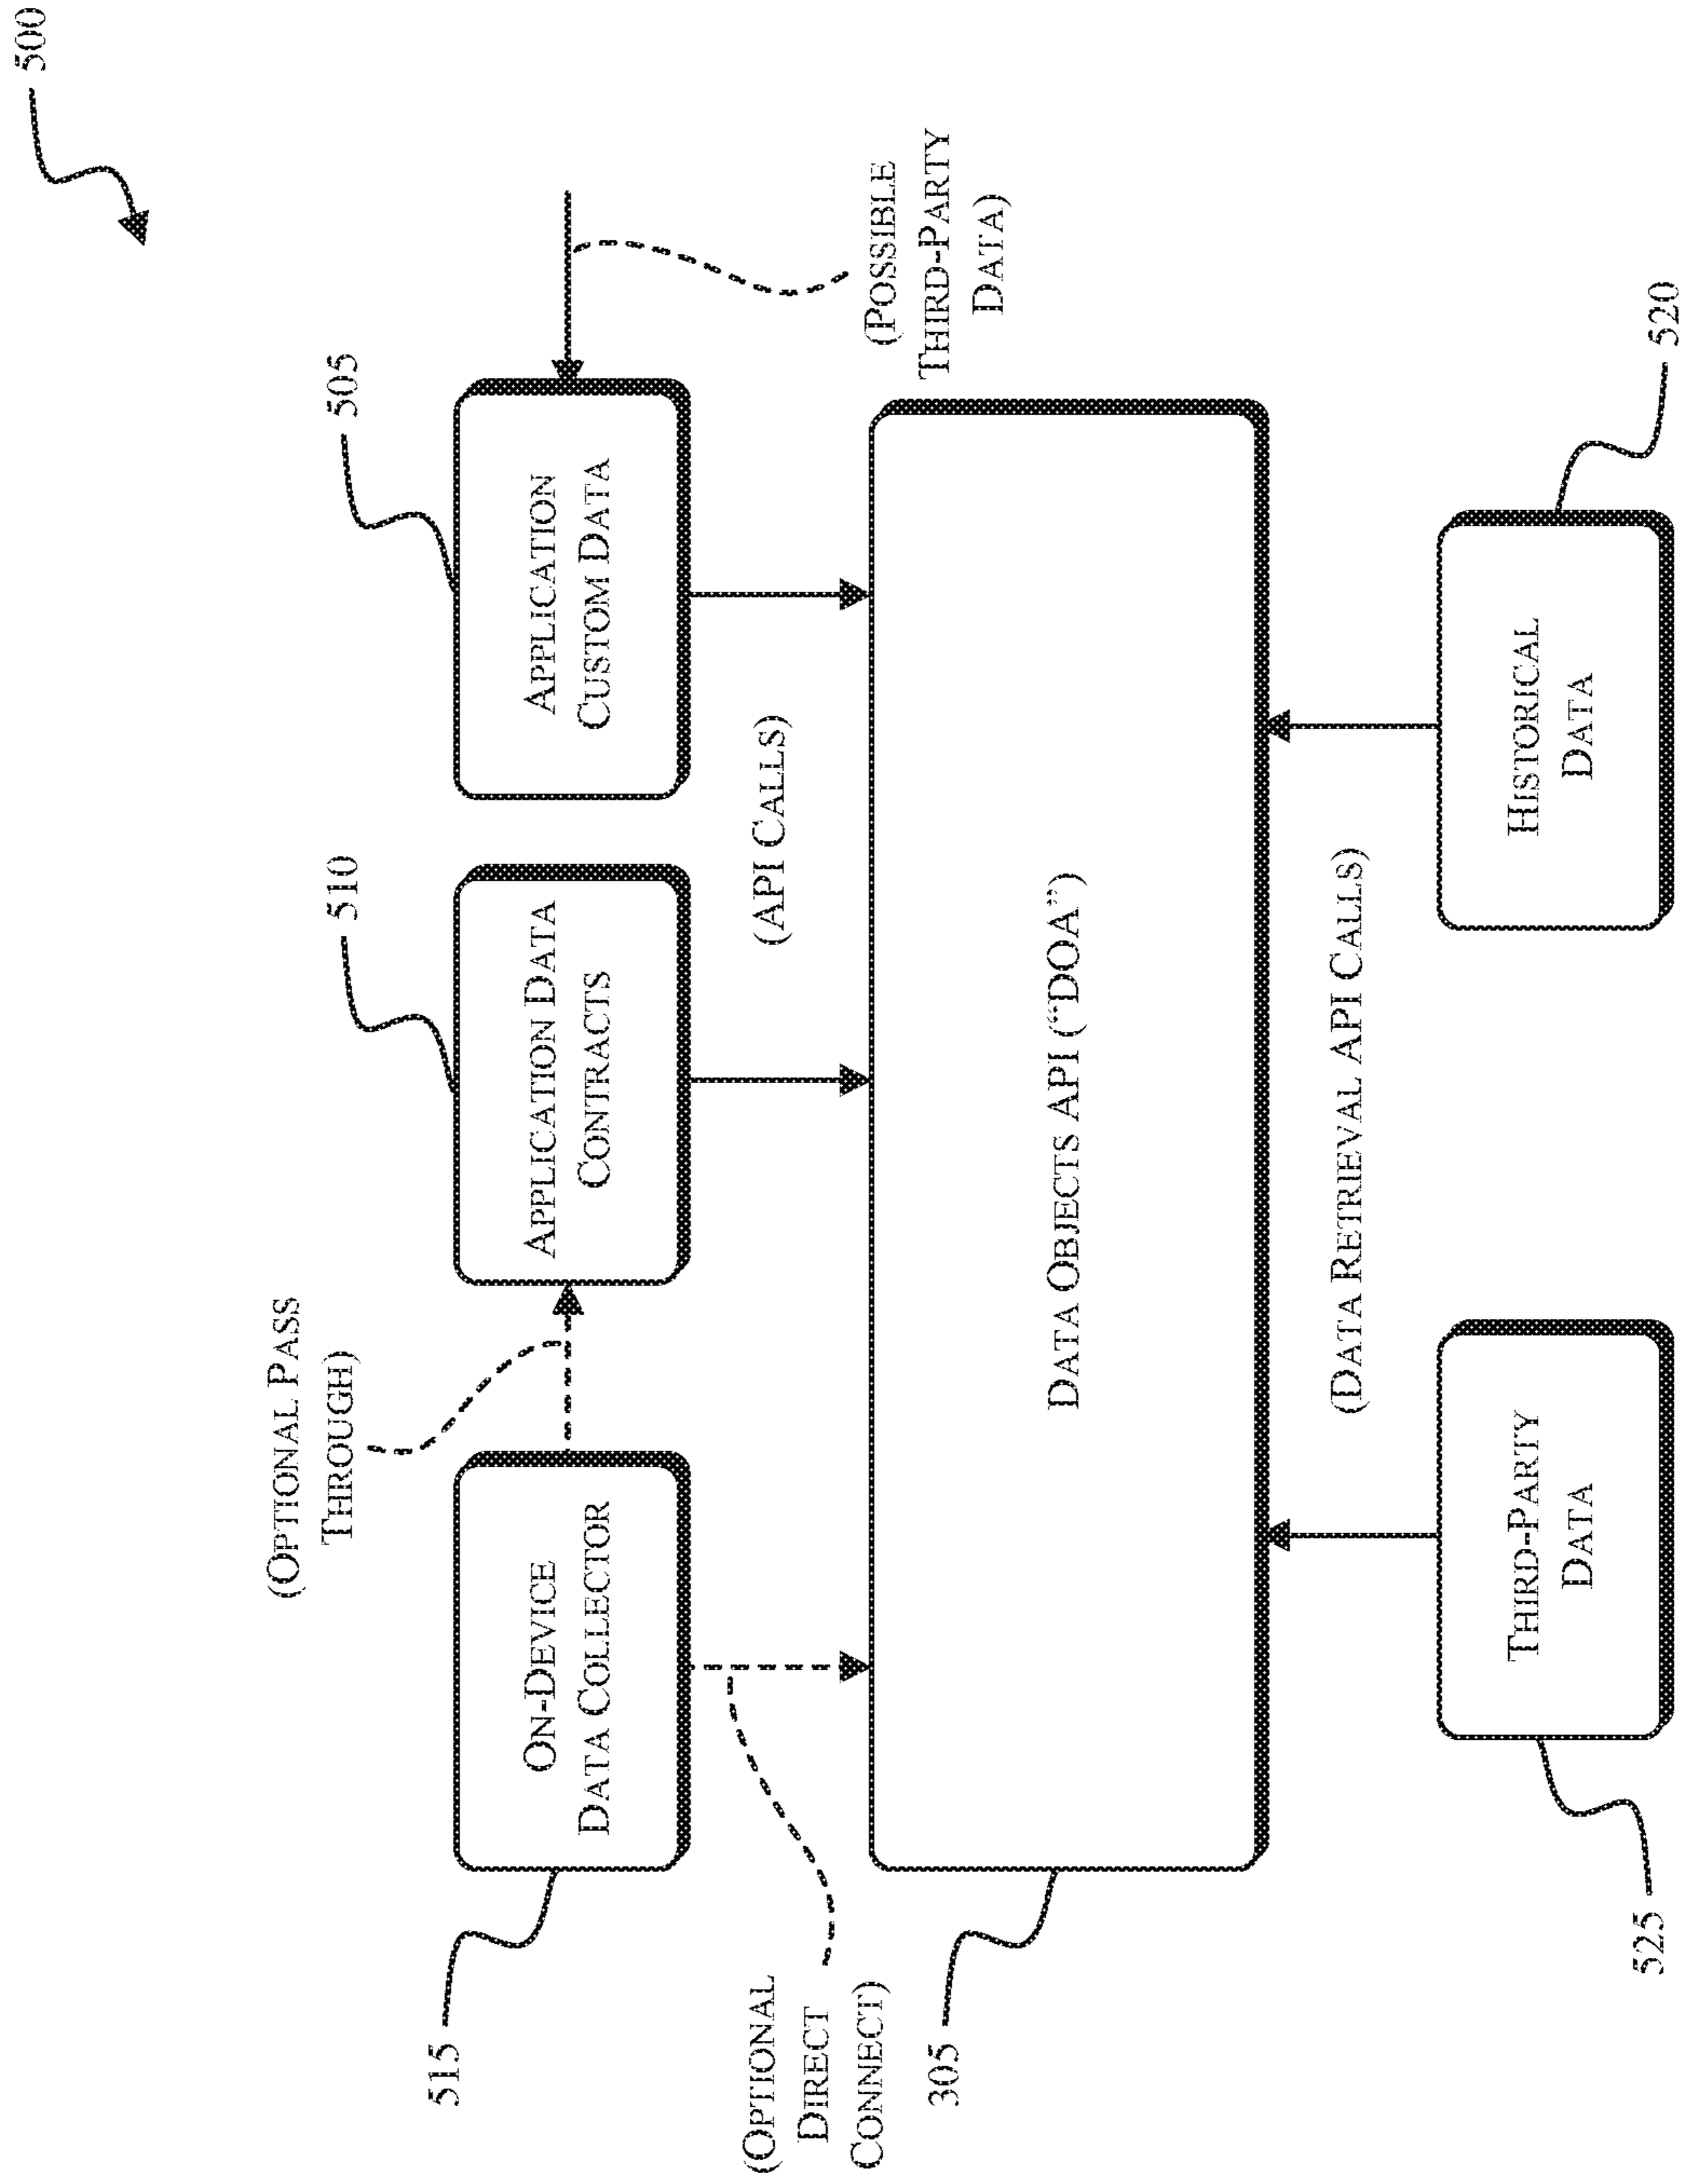 500
(OPTIONAL PASS
THROUGH)
515
510
505
ON-DEVICE
DATA COLLECTOR
APPLICATION DATA
CONTRACTS
APPLICATION
CUSTOM DATA
(OPTIONAL
DIRECT
CONNECT)
(API CALLS)
(POSSIBLE
THIRD-PARTY
DATA)
305
DATA OBJECTS API (“DOA”)
(DATA RETRIEVAL API CALLS)
THIRD-PARTY
DATA
HISTORICAL
DATA
525
520